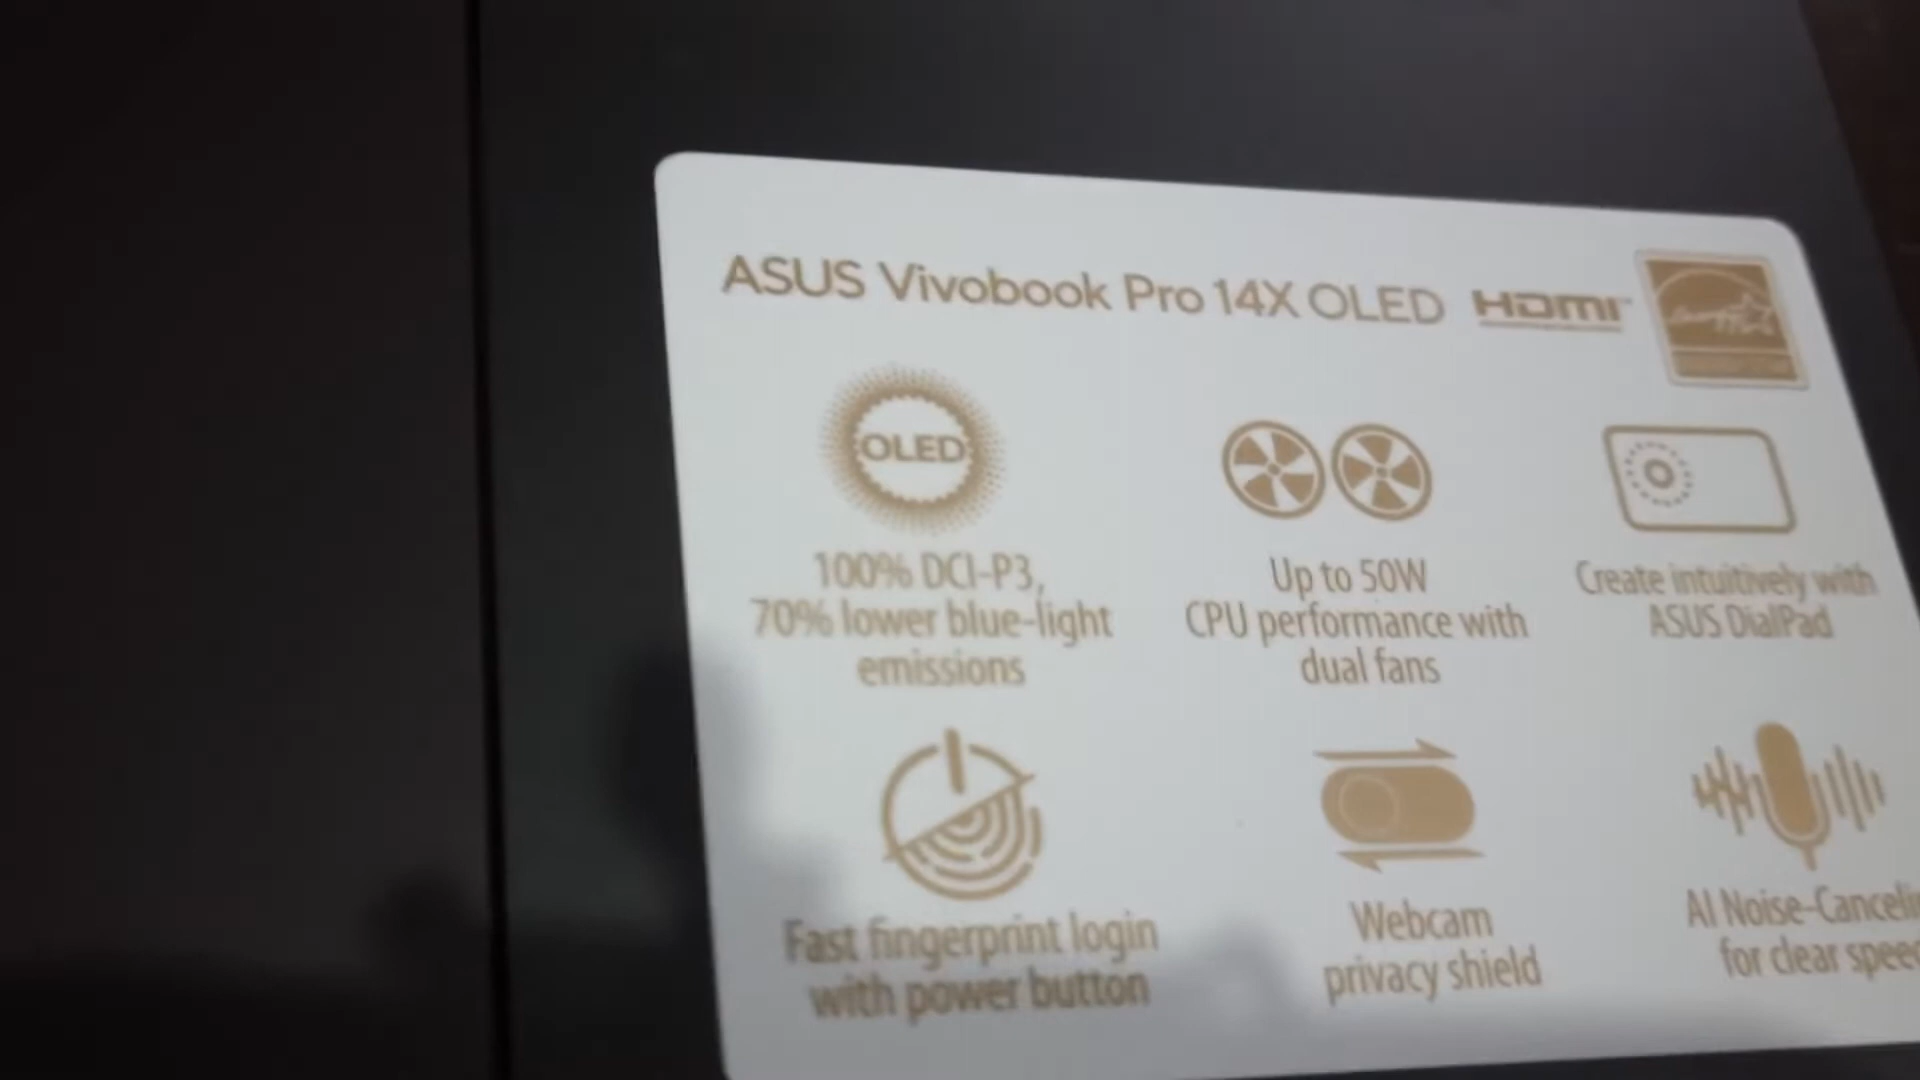 ASUS Vivobook Pro 14X OLED HDMI™
OLED
100% DCI-P3,
70% lower blue-light
emissions
Up to 50W
CPU performance with
dual fans
Create intuitively with
ASUS DialPad
Fast fingerprint login
with power button
Webcam
privacy shield
AI Noise-Cancelin
for clear speec